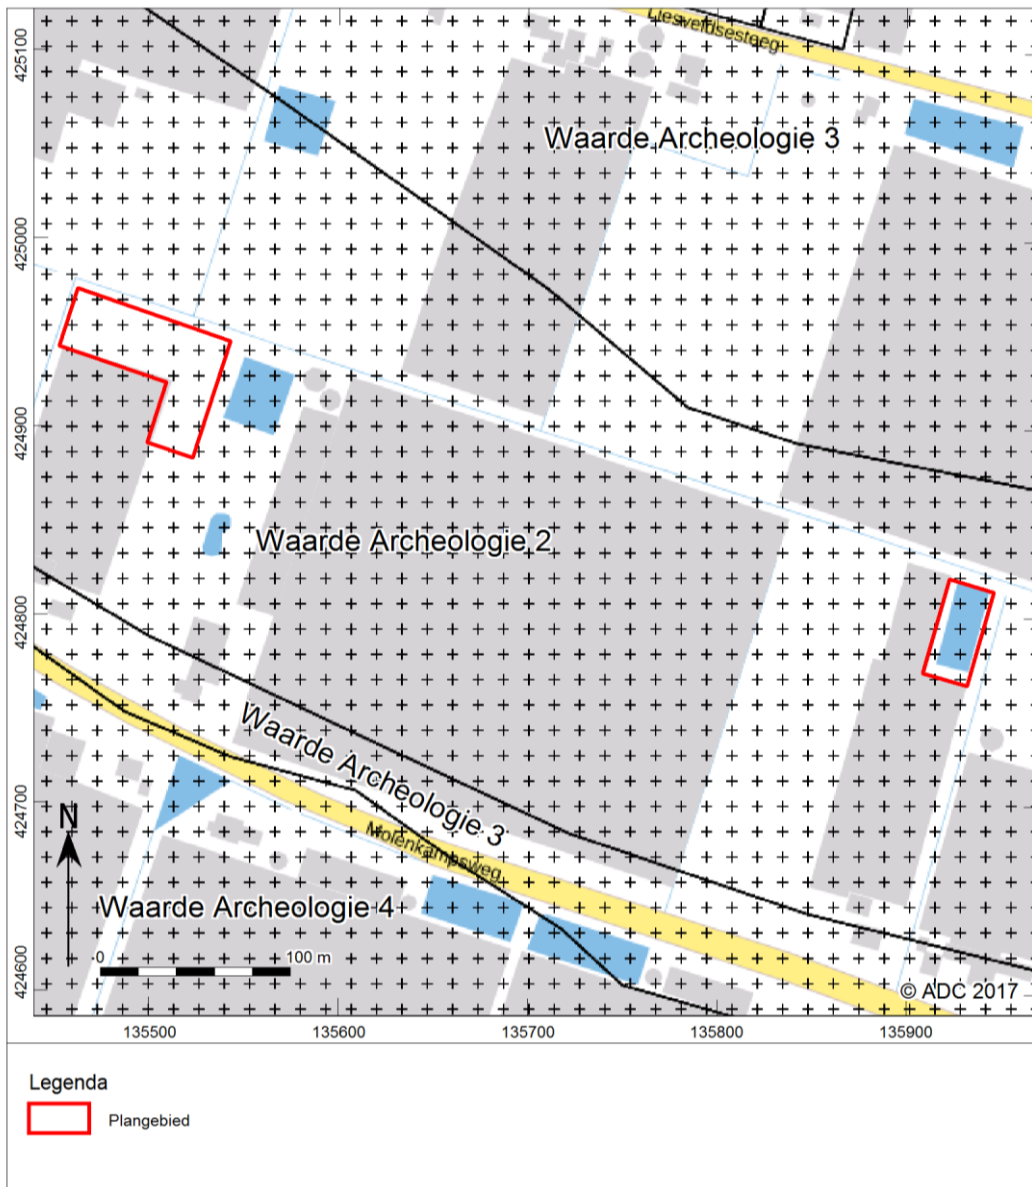 Liesveldsesteeg
Waarde Archeologie 3
Waarde Archeologie 2
Waarde Archeologie 3
Molenkampsweg
Waarde Archeologie 4
N
0 100 m
© ADC 2017
425100
425000
424900
424800
424700
424600
135500 135600 135700 135800 135900
Legenda
Plangebied